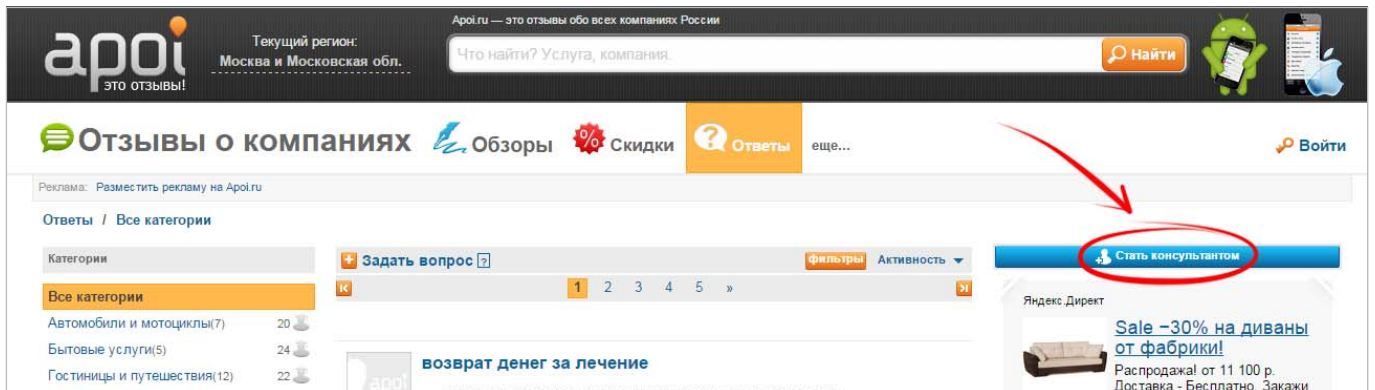 Apoi.ru — это отзывы обо всех компаниях России
apoi
это отзывы!
Текущий регион:
Москва и Московская обл.
Что найти? Услуга, компания.
Найти
Отзывы о компаниях
Обзоры
%
Скидки
?
Ответы
еще...
Войти
Реклама: Разместить рекламу на Apoi.ru
Ответы / Все категории
Категории
Все категории
Автомобили и мотоциклы(7) 20
Бытовые услуги(5) 24
Гостиницы и путешествия(12) 22
Задать вопрос ?
фильтры Активность
1 2 3 4 5 »
apoi
возврат денег за лечение
Стать консультантом
Яндекс.Директ
Sale −30% на диваны
от фабрики!
Распродажа! от 11 100 р.
Доставка - Бесплатно. Закажи